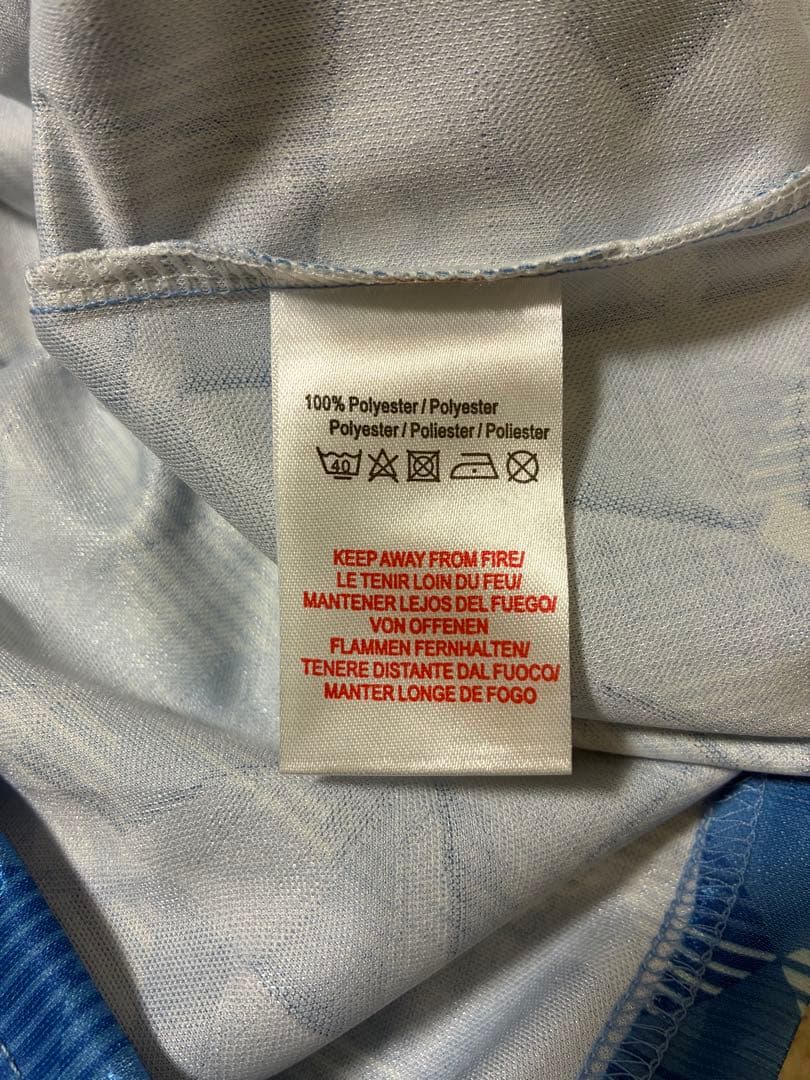 100% Polyester / Polyester
Polyester / Poliester / Poliester
40
KEEP AWAY FROM FIRE/
LE TENIR LOIN DU FEU/
MANTENER LEJOS DEL FUEGO/
VON OFFENEN
FLAMMEN FERNHALTEN/
TENERE DISTANTE DAL FUOCO/
MANTER LONGE DE FOGO